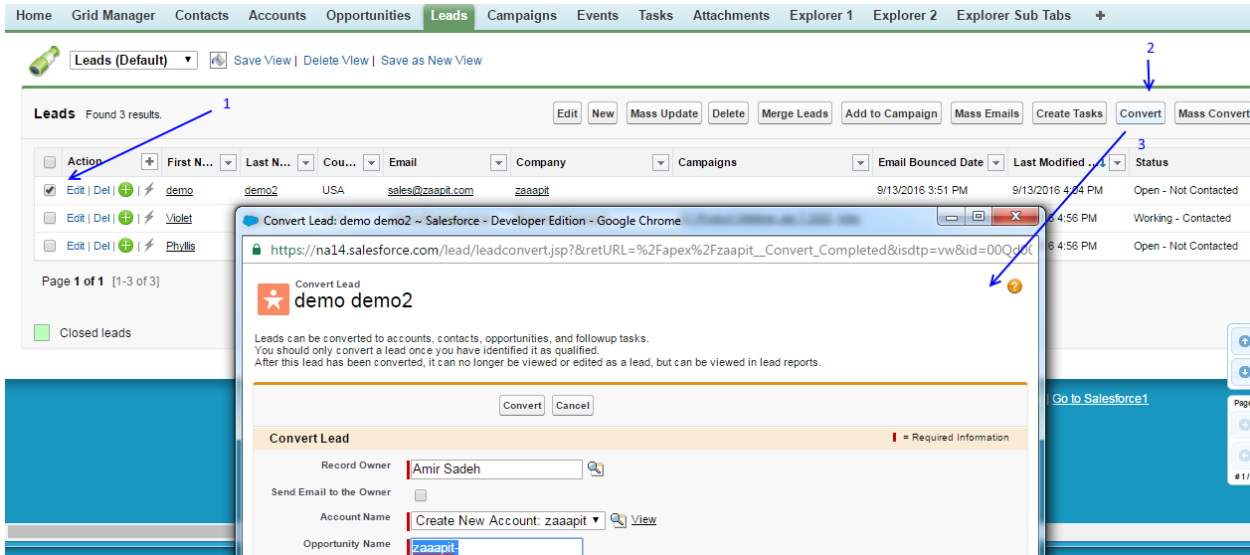 Home Grid Manager Contacts Accounts Opportunities Leads Campaigns Events Tasks Attachments Explorer 1 Explorer 2 Explorer Sub Tabs +
2
Leads (Default) Save View | Delete View | Save as New View
1
Leads Found 3 results. Edit New Mass Update Delete Merge Leads Add to Campaign Mass Emails Create Tasks Convert Mass Convert
3
Action + First N... Last N... Cou... Email Company Campaigns Email Bounced Date Last Modified ... Status
Edit | Del | demo demo2 USA sales@zaapit.com zaaapit 9/13/2016 3:51 PM 9/13/2016 4:04 PM Open - Not Contacted
Edit | Del | Violet 6 4:56 PM Working - Contacted
Edit | Del | Phyllis 6 4:56 PM Open - Not Contacted
Convert Lead: demo demo2 ~ Salesforce - Developer Edition - Google Chrome
https://na14.salesforce.com/lead/leadconvert.jsp?&retURL=%2Fapex%2Fzaapit__Convert_Completed&isdtp=vw&id=00Qd0
Page 1 of 1 [1-3 of 3]
Convert Lead
demo demo2
?
Closed leads
Leads can be converted to accounts, contacts, opportunities, and followup tasks.
You should only convert a lead once you have identified it as qualified.
After this lead has been converted, it can no longer be viewed or edited as a lead, but can be viewed in lead reports.
| Go to Salesforce1
Page
Convert Cancel
Convert Lead = Required Information
Record Owner Amir Sadeh
#1/
Send Email to the Owner
Account Name Create New Account: zaaapit View
Opportunity Name zaaapit-